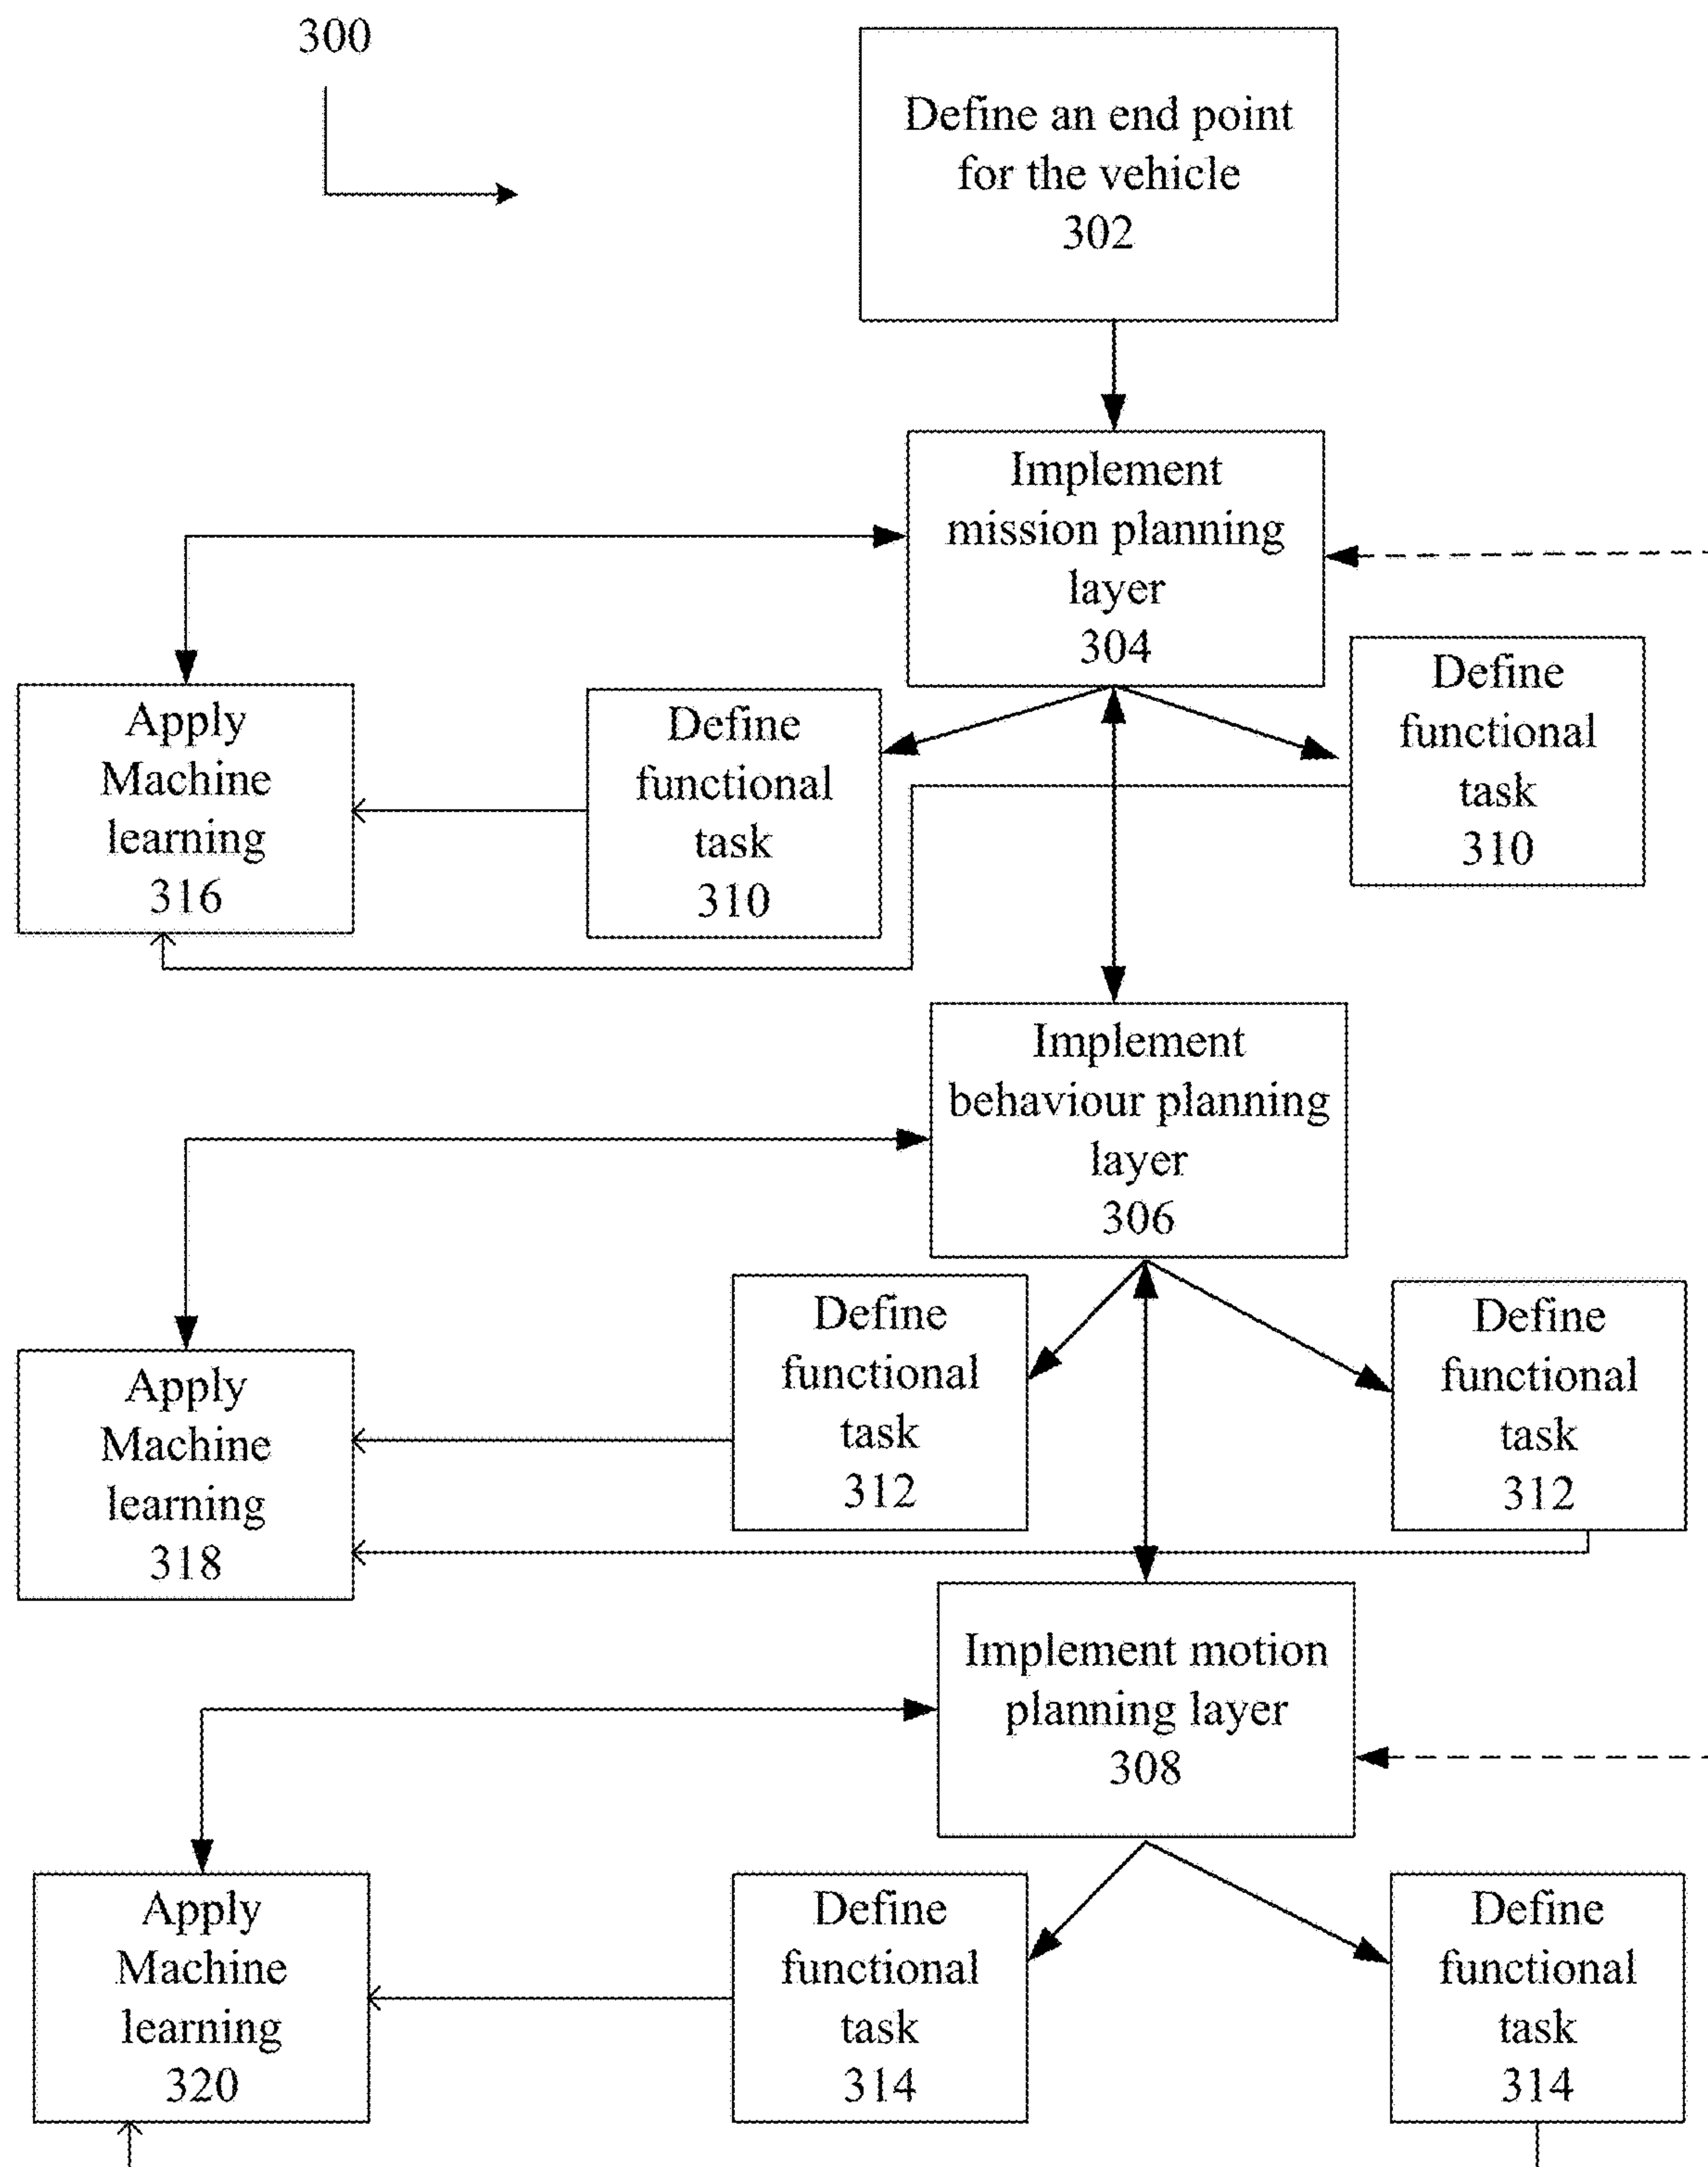 300
Define an end point
for the vehicle
302
Implement
mission planning
layer
304
Apply
Machine
learning
316
Define
functional
task
310
Define
functional
task
310
Implement
behaviour planning
layer
306
Apply
Machine
learning
318
Define
functional
task
312
Define
functional
task
312
Implement motion
planning layer
308
Apply
Machine
learning
320
Define
functional
task
314
Define
functional
task
314